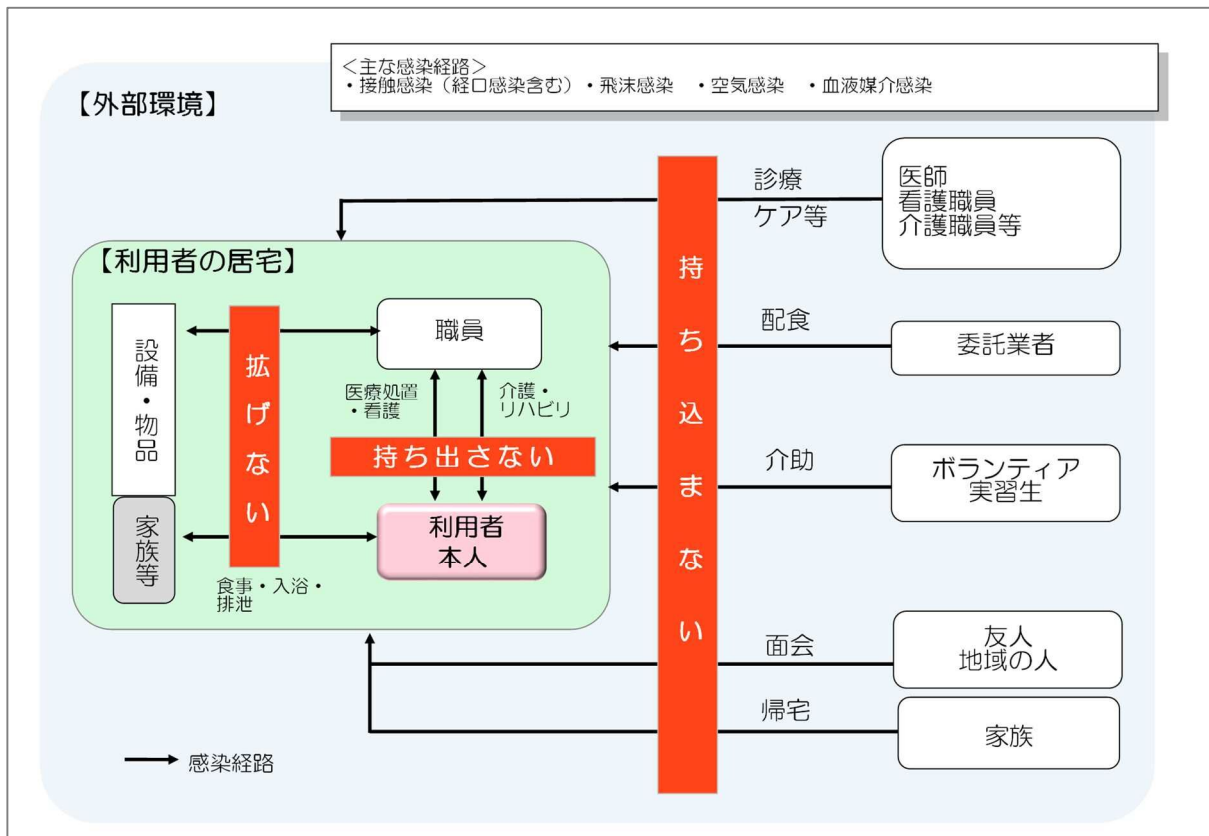 ＜主な感染経路＞
・接触感染（経口感染含む）・飛沫感染　・空気感染　・血液媒介感染
【外部環境】
診療
ケア等
医師
看護職員
介護職員等
【利用者の居宅】
設備・物品
拡げない
職員
医療処置
・看護
介護・
リハビリ
持ち出さない
家族等
利用者
本人
食事・入浴・
排泄
持ち込まない
配食
委託業者
介助
ボランティア
実習生
面会
友人
地域の人
帰宅
家族
感染経路